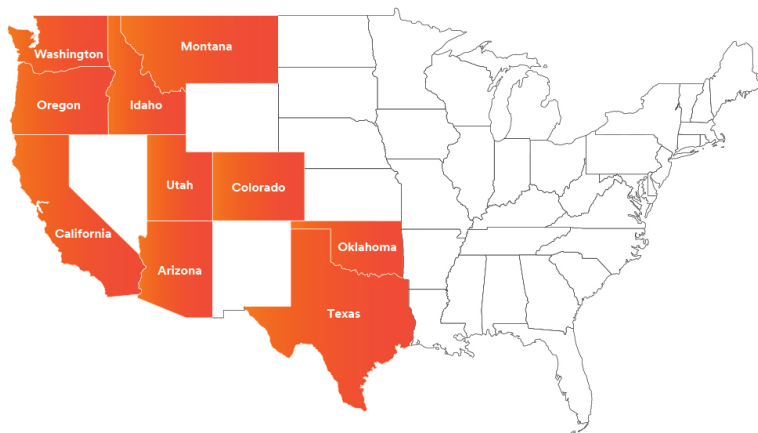 Washington
Montana
Oregon
Idaho
Utah
Colorado
California
Arizona
Oklahoma
Texas